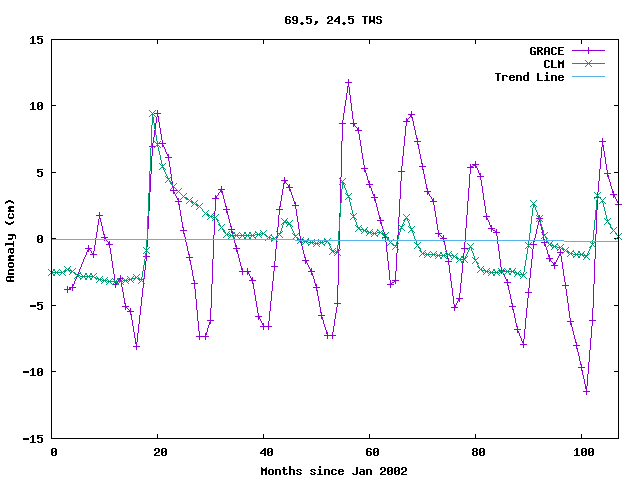 69.5, 24.5 TWS
GRACE
CLM
Trend Line
Anomaly (cm)
15
10
5
0
-5
-10
-15
0 20 40 60 80 100
Months since Jan 2002